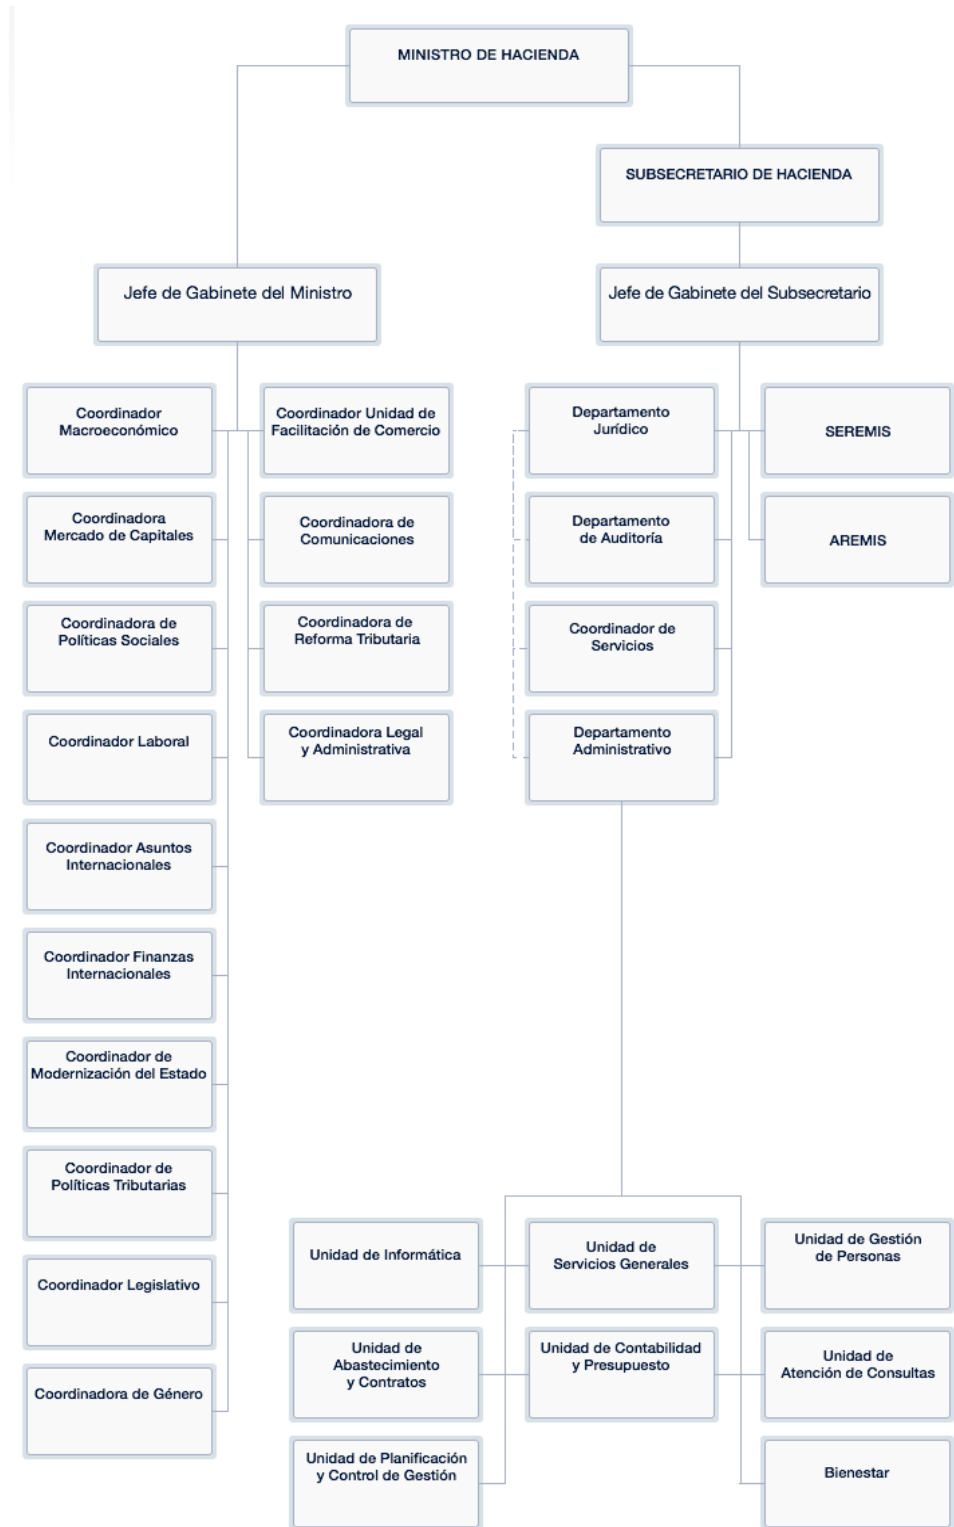 MINISTRO DE HACIENDA
SUBSECRETARIO DE HACIENDA
Jefe de Gabinete del Ministro
Jefe de Gabinete del Subsecretario
Coordinador
Macroeconómico
Coordinador Unidad de
Facilitación de Comercio
Departamento
Jurídico
SEREMIS
Coordinadora
Mercado de Capitales
Coordinadora de
Comunicaciones
Departamento
de Auditoría
AREMIS
Coordinadora de
Políticas Sociales
Coordinadora de
Reforma Tributaria
Coordinador de
Servicios
Coordinador Laboral
Coordinadora Legal
y Administrativa
Departamento
Administrativo
Coordinador Asuntos
Internacionales
Coordinador Finanzas
Internacionales
Coordinador de
Modernización del Estado
Coordinador de
Políticas Tributarias
Coordinador Legislativo
Coordinadora de Género
Unidad de Informática
Unidad de
Servicios Generales
Unidad de Gestión
de Personas
Unidad de
Abastecimiento
y Contratos
Unidad de Contabilidad
y Presupuesto
Unidad de
Atención de Consultas
Unidad de Planificación
y Control de Gestión
Bienestar